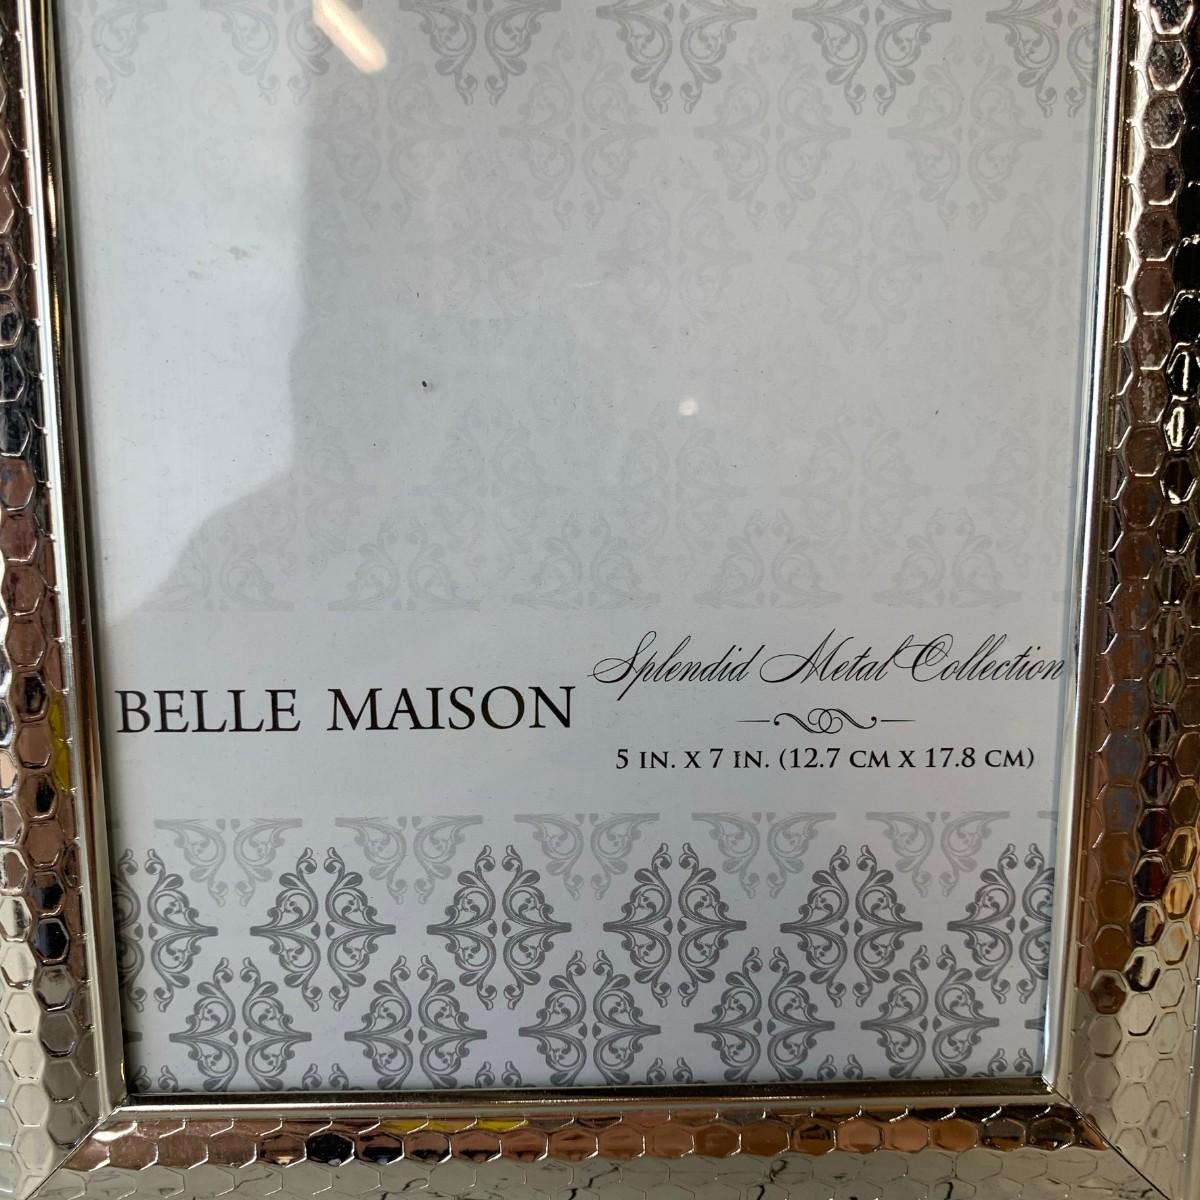 BELLE MAISON
Splendid Metal Collection
5 IN. X 7 IN. (12.7 CM X 17.8 CM)